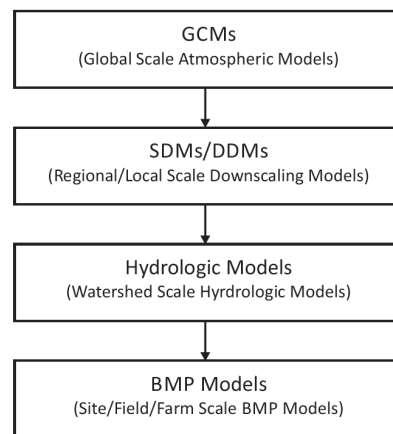 GCMs
(Global Scale Atmospheric Models)
SDMs/DDMs
(Regional/Local Scale Downscaling Models)
Hydrologic Models
(Watershed Scale Hyrdrologic Models)
BMP Models
(Site/Field/Farm Scale BMP Models)